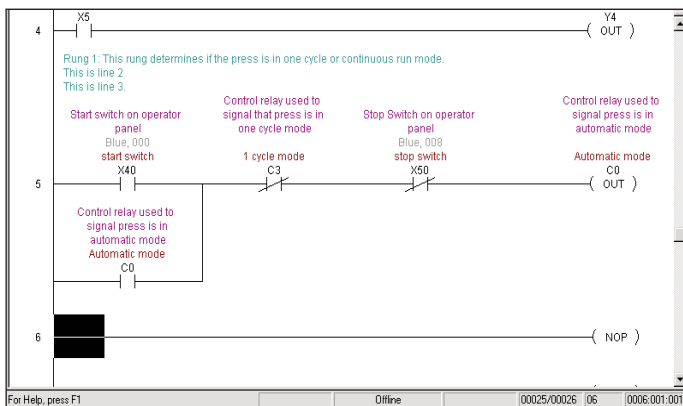 X5 Y4
4 ( OUT )
Rung 1: This rung determines if the press is in one cycle or continuous run mode.
This is line 2
This is line 3.
Start switch on operator
panel
Blue, 000
start switch
X40
Control relay used to
signal that press is in
one cycle mode
1 cycle mode
C3
Stop Switch on operator
panel
Blue, 008
stop switch
X50
Control relay used to
signal press is in
automatic mode
Automatic mode
C0
5 ( OUT )
Control relay used to
signal press is in
automatic mode
Automatic mode
C0
6 ( NOP )
For Help, press F1 Offline 00025/00026 06 0006:001:001